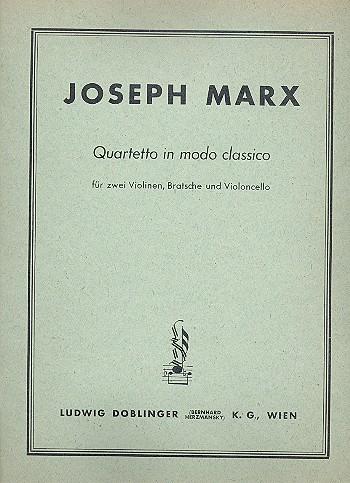 JOSEPH MARX
Quartetto in modo classico
für zwei Violinen, Bratsche und Violoncello
LUDWIG DOBLINGER (BERNHARD HERZMANSKY) K. G., WIEN